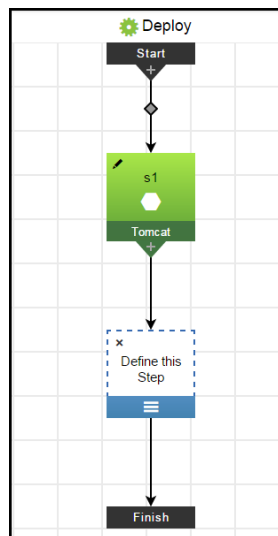 Deploy
Start
s1
Tomcat
Define this
Step
Finish